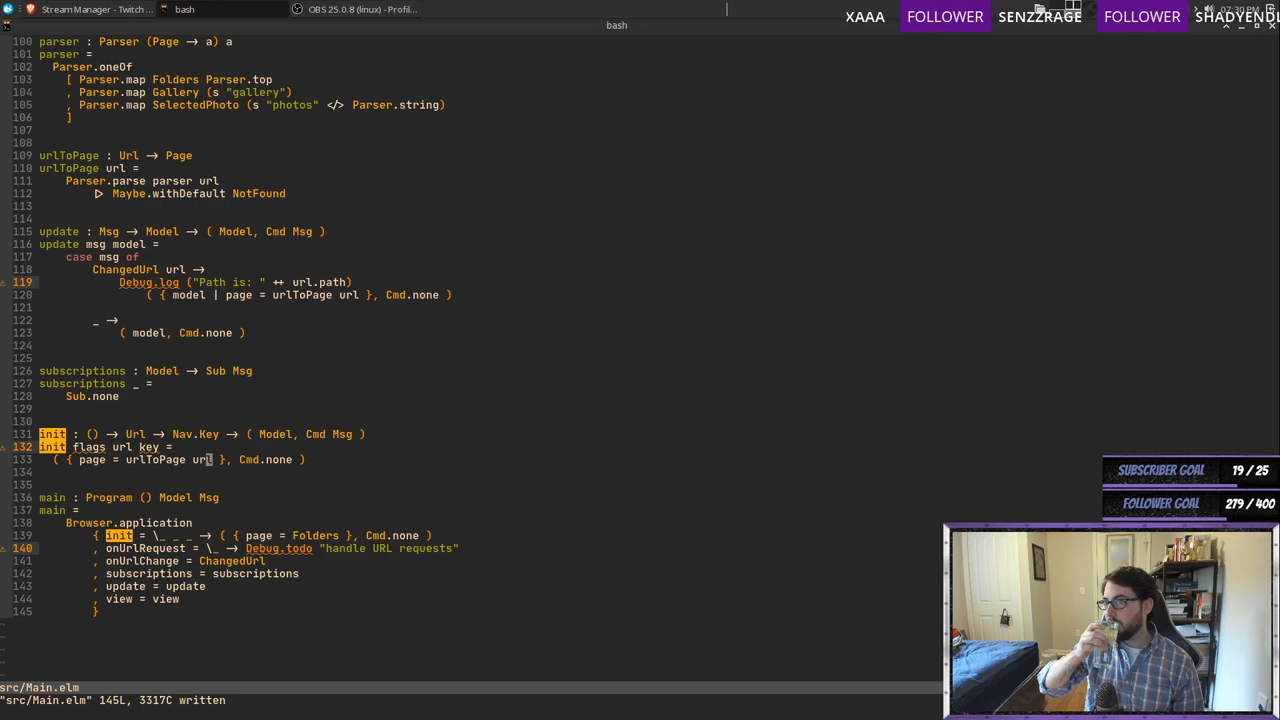 Stream Manager - Twitch
bash
OBS 25.0.8 (linux) - Profil...
07:30 PM
bash
XAAA FOLLOWER SENZZRAGE FOLLOWER SHADYENDL
100 parser : Parser (Page -> a) a
101 parser =
102 Parser.oneOf
103 [ Parser.map Folders Parser.top
104 , Parser.map Gallery (s "gallery")
105 , Parser.map SelectedPhoto (s "photos" </> Parser.string)
106 ]
107
108
109 urlToPage : Url -> Page
110 urlToPage url =
111 Parser.parse parser url
112 |> Maybe.withDefault NotFound
113
114
115 update : Msg -> Model -> ( Model, Cmd Msg )
116 update msg model =
117 case msg of
118 ChangedUrl url ->
119 Debug.log ("Path is: " ++ url.path)
120 ( { model | page = urlToPage url }, Cmd.none )
121
122 _ ->
123 ( model, Cmd.none )
124
125
126 subscriptions : Model -> Sub Msg
127 subscriptions _ =
128 Sub.none
129
130
131 init : () -> Url -> Nav.Key -> ( Model, Cmd Msg )
132 init flags url key =
133 ( { page = urlToPage url }, Cmd.none )
134
135
136 main : Program () Model Msg
137 main =
138 Browser.application
139 { init = \_ _ _ -> ( { page = Folders }, Cmd.none )
140 , onUrlRequest = \_ -> Debug.todo "handle URL requests"
141 , onUrlChange = ChangedUrl
142 , subscriptions = subscriptions
143 , update = update
144 , view = view
145 }
~
~
~
~
SUBSCRIBER GOAL 19 / 25
FOLLOWER GOAL 279 / 400
src/Main.elm
"src/Main.elm" 145L, 3317C written